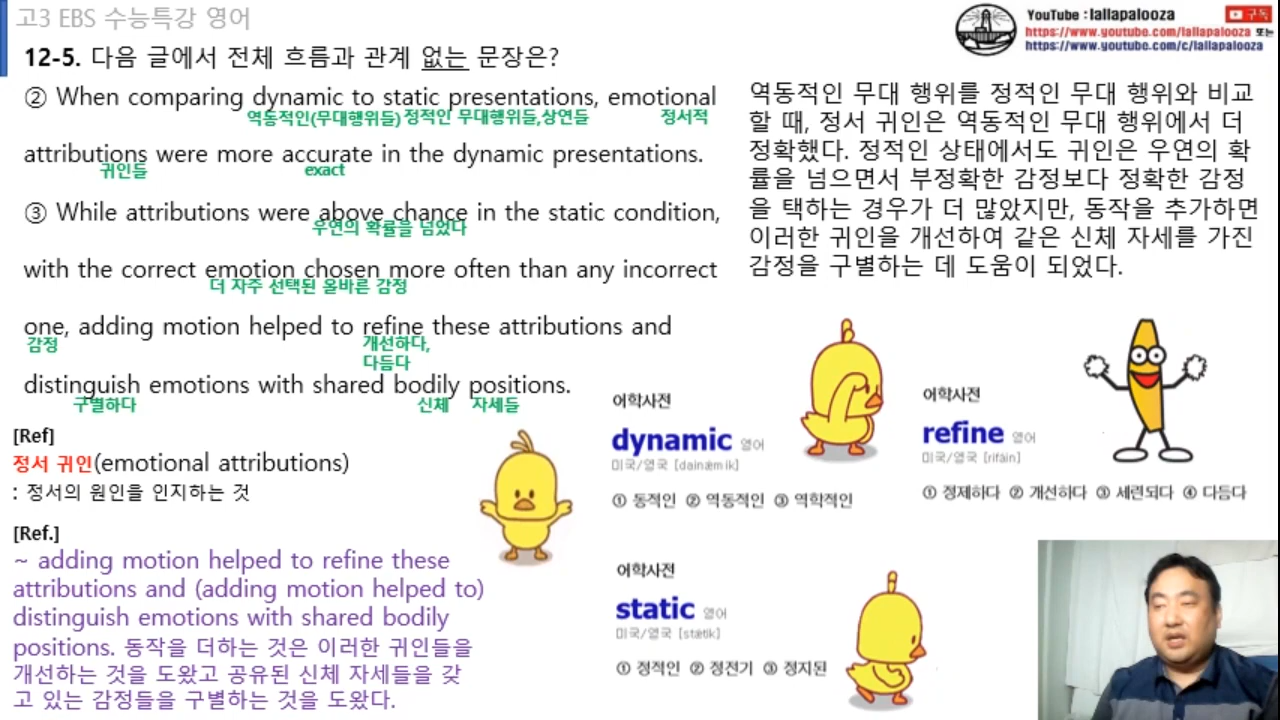 고3 EBS 수능특강 영어
YouTube : lallapalooza
구독
https://www.youtube.com/lallapalooza 또는
https://www.youtube.com/c/lallapalooza
12-5. 다음 글에서 전체 흐름과 관계 없는 문장은?
② When comparing dynamic to static presentations, emotional
역동적인(무대행위들) 정적인 무대행위들,상연들 정서적
attributions were more accurate in the dynamic presentations.
귀인들 exact
③ While attributions were above chance in the static condition,
우연의 확률을 넘었다
with the correct emotion chosen more often than any incorrect
더 자주 선택된 올바른 감정
one, adding motion helped to refine these attributions and
감정 개선하다,
다듬다
distinguish emotions with shared bodily positions.
구별하다 신체 자세들
역동적인 무대 행위를 정적인 무대 행위와 비교
할 때, 정서 귀인은 역동적인 무대 행위에서 더
정확했다. 정적인 상태에서도 귀인은 우연의 확
률을 넘으면서 부정확한 감정보다 정확한 감정
을 택하는 경우가 더 많았지만, 동작을 추가하면
이러한 귀인을 개선하여 같은 신체 자세를 가진
감정을 구별하는 데 도움이 되었다.
[Ref]
정서 귀인(emotional attributions)
: 정서의 원인을 인지하는 것
[Ref.]
~ adding motion helped to refine these
attributions and (adding motion helped to)
distinguish emotions with shared bodily
positions. 동작을 더하는 것은 이러한 귀인들을
개선하는 것을 도왔고 공유된 신체 자세들을 갖
고 있는 감정들을 구별하는 것을 도왔다.
어학사전
dynamic 영어
미국/영국 [dainæmik]
① 동적인 ② 역동적인 ③ 역학적인
어학사전
refine 영어
미국/영국 [rifáin]
① 정제하다 ② 개선하다 ③ 세련되다 ④ 다듬다
어학사전
static 영어
미국/영국 [stǽtik]
① 정적인 ② 정전기 ③ 정지된